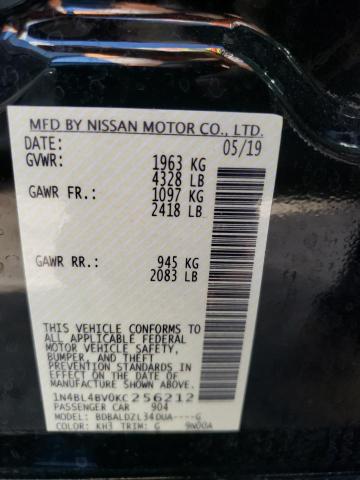 MFD BY NISSAN MOTOR CO., LTD.
DATE: 05/19
GVWR: 1963 KG
4328 LB
GAWR FR.: 1097 KG
2418 LB
GAWR RR.: 945 KG
2083 LB
THIS VEHICLE CONFORMS TO
ALL APPLICABLE FEDERAL
MOTOR VEHICLE SAFETY,
BUMPER, AND THEFT
PREVENTION STANDARDS IN
EFFECT ON THE DATE OF
MANUFACTURE SHOWN ABOVE.
1N4BL4BV0KC256212
PASSENGER CAR 904
MODEL: BDBALDZL34DUA----G
COLOR: KH3 TRIM: G